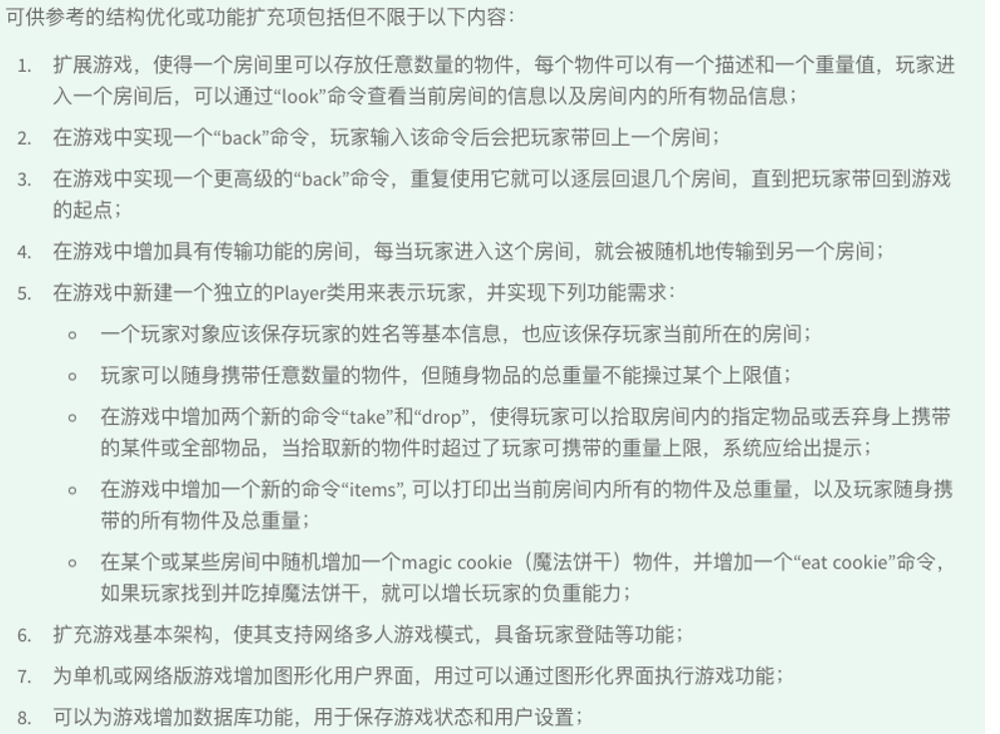 可供参考的结构优化或功能扩充项包括但不限于以下内容：
1. 扩展游戏，使得一个房间里可以存放任意数量的物件，每个物件可以有一个描述和一个重量值，玩家进
入一个房间后，可以通过“look”命令查看当前房间的信息以及房间内的所有物品信息；
2. 在游戏中实现一个“back”命令，玩家输入该命令后会把玩家带回上一个房间；
3. 在游戏中实现一个更高级的“back”命令，重复使用它就可以逐层回退几个房间，直到把玩家带回到游戏
的起点；
4. 在游戏中增加具有传输功能的房间，每当玩家进入这个房间，就会被随机地传输到另一个房间；
5. 在游戏中新建一个独立的Player类用来表示玩家，并实现下列功能需求：
◦ 一个玩家对象应该保存玩家的姓名等基本信息，也应该保存玩家当前所在的房间；
◦ 玩家可以随身携带任意数量的物件，但随身物品的总重量不能操过某个上限值；
◦ 在游戏中增加两个新的命令“take”和“drop”，使得玩家可以拾取房间内的指定物品或丢弃身上携带
的某件或全部物品，当拾取新的物件时超过了玩家可携带的重量上限，系统应给出提示；
◦ 在游戏中增加一个新的命令“items”, 可以打印出当前房间内所有的物件及总重量，以及玩家随身携
带的所有物件及总重量；
◦ 在某个或某些房间中随机增加一个magic cookie（魔法饼干）物件，并增加一个“eat cookie”命令，
如果玩家找到并吃掉魔法饼干，就可以增长玩家的负重能力；
6. 扩充游戏基本架构，使其支持网络多人游戏模式，具备玩家登陆等功能；
7. 为单机或网络版游戏增加图形化用户界面，用过可以通过图形化界面执行游戏功能；
8. 可以为游戏增加数据库功能，用于保存游戏状态和用户设置；